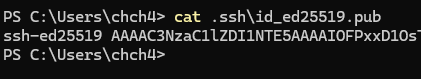 PS C:\Users\chch4> cat .ssh\id_ed25519.pub
ssh-ed25519 AAAAC3NzaC1lZDI1NTE5AAAAIOFPxxD1Os
PS C:\Users\chch4>